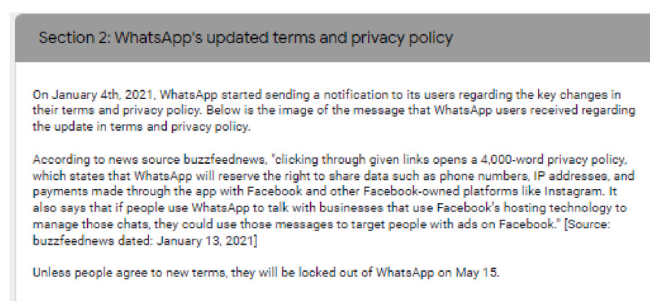 Section 2: WhatsApp's updated terms and privacy policy
On January 4th, 2021, WhatsApp started sending a notification to its users regarding the key changes in
their terms and privacy policy. Below is the image of the message that WhatsApp users received regarding
the update in terms and privacy policy.
According to news source buzzfeednews, "clicking through given links opens a 4,000-word privacy policy,
which states that WhatsApp will reserve the right to share data such as phone numbers, IP addresses, and
payments made through the app with Facebook and other Facebook-owned platforms like Instagram. It
also says that if people use WhatsApp to talk with businesses that use Facebook's hosting technology to
manage those chats, they could use those messages to target people with ads on Facebook." [Source:
buzzfeednews dated: January 13, 2021]
Unless people agree to new terms, they will be locked out of WhatsApp on May 15.